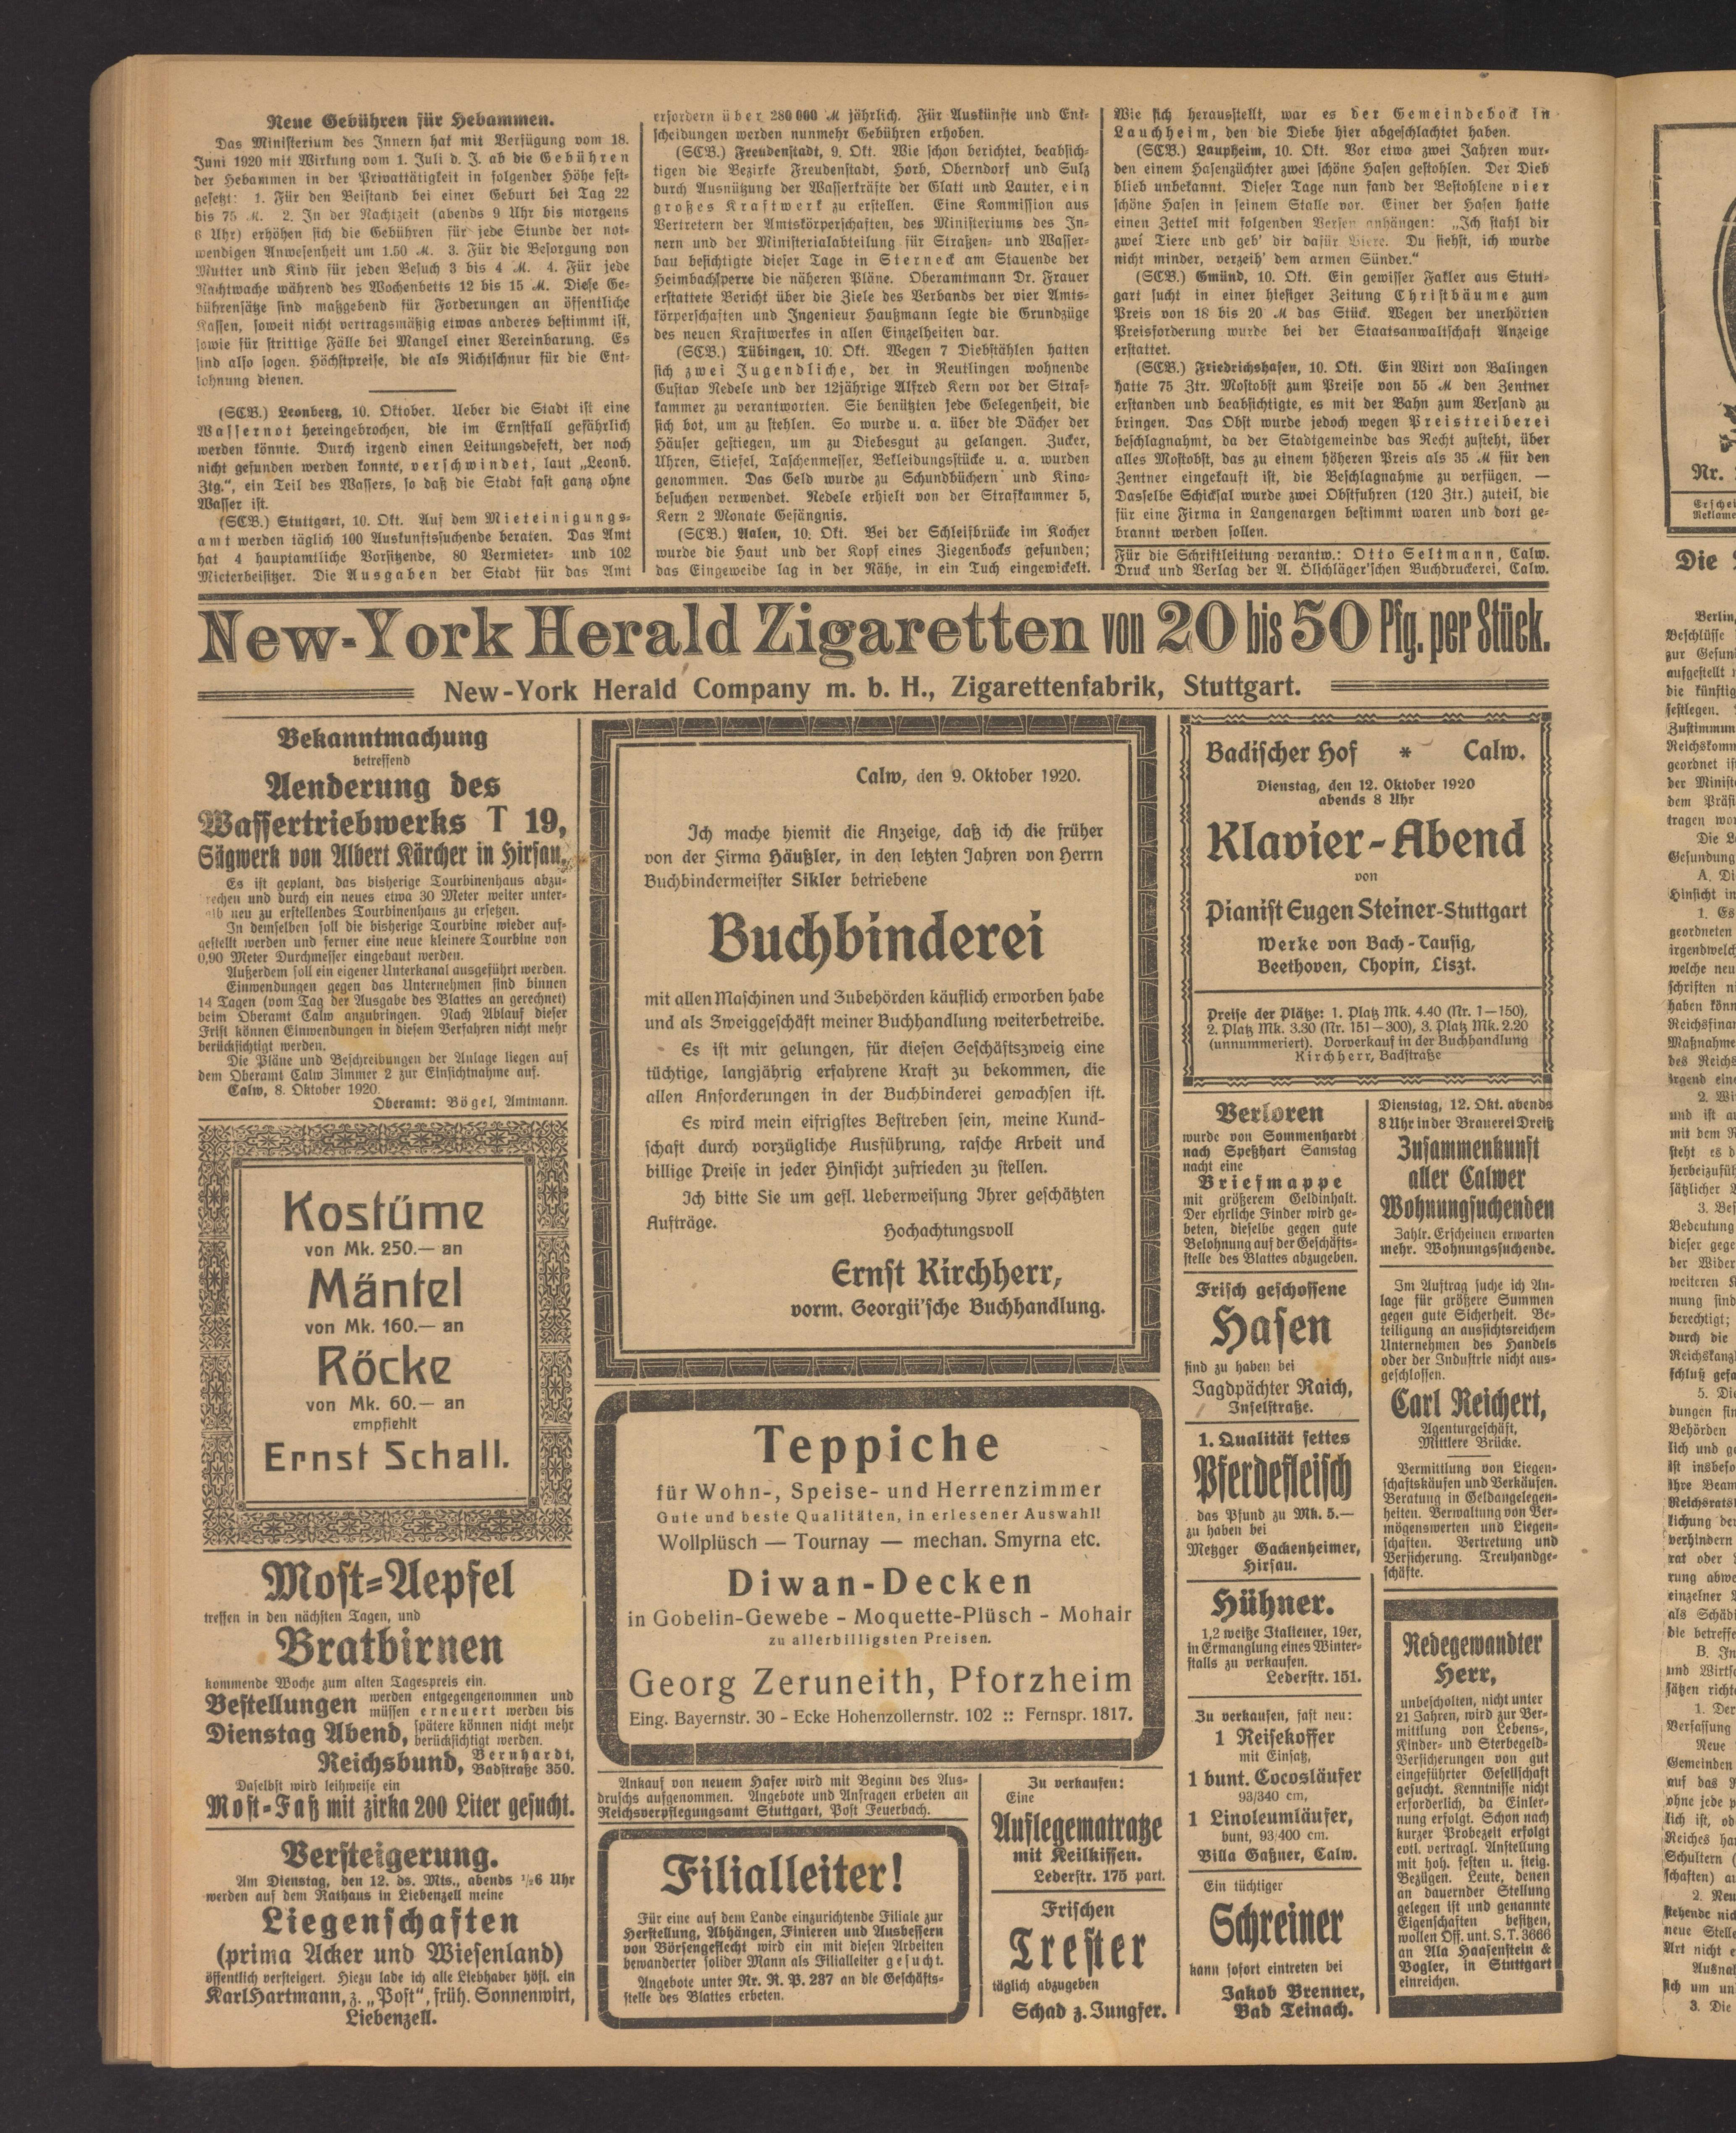 Neue Gebühren für Hebammen.
Das Ministerium des Innern hat mit Verfügung vom 18.
Juni 1920 mit Wirkung vom 1. Juli d. J. ab die Gebühren
der Hebammen in der Privattätigkeit in folgender Höhe fest-
gesetzt: 1. Für den Beistand bei einer Geburt bei Tag 22
bis 75 M. 2. In der Nachtzeit (abends 9 Uhr bis morgens
6 Uhr) erhöhen sich die Gebühren für jede Stunde der not-
wendigen Anwesenheit um 1.50 M. 3. Für die Besorgung von
Mutter und Kind für jeden Besuch 3 bis 4 M. 4. Für jede
Nachtwache während des Wochenbetts 12 bis 15 M. Diese Ge-
bührensätze sind maßgebend für Forderungen an öffentliche
Kassen, soweit nicht vertragsmäßig etwas anderes bestimmt ist,
sowie für strittige Fälle bei Mangel einer Vereinbarung. Es
sind also sogen. Höchstpreise, die als Richtschnur für die Ent-
lohnung dienen.
(SCB.) Leonberg, 10. Oktober. Ueber die Stadt ist eine
Wassernot hereingebrochen, die im Ernstfall gefährlich
werden könnte. Durch irgend einen Leitungsdefekt, der noch
nicht gefunden werden konnte, verschwindet, laut „Leonb.
Ztg.“, ein Teil des Wassers, so daß die Stadt fast ganz ohne
Wasser ist.
(SCB.) Stuttgart, 10. Okt. Auf dem Mieteinigungs-
amt werden täglich 100 Auskunftsuchende beraten. Das Amt
hat 4 hauptamtliche Vorsitzende, 80 Vermieter- und 102
Mieterbeisitzer. Die Ausgaben der Stadt für das Amt
erfordern über 280 000 M jährlich. Für Auskünfte und Ent-
scheidungen werden nunmehr Gebühren erhoben.
(SCB.) Freudenstadt, 9. Okt. Wie schon berichtet, beabsich-
tigen die Bezirke Freudenstadt, Horb, Oberndorf und Sulz
durch Ausnützung der Wasserkräfte der Glatt und Lauter, ein
großes Kraftwerk zu erstellen. Eine Kommission aus
Vertretern der Amtskörperschaften, des Ministeriums des In-
nern und der Ministerialabteilung für Straßen- und Wasser-
bau besichtigte dieser Tage in Sterneck am Stauende der
Heimbachsperre die näheren Pläne. Oberamtmann Dr. Frauer
erstattete Bericht über die Ziele des Verbands der vier Amts-
körperschaften und Ingenieur Haußmann legte die Grundzüge
des neuen Kraftwerkes in allen Einzelheiten dar.
(SCB.) Tübingen, 10. Okt. Wegen 7 Diebstählen hatten
sich zwei Jugendliche, der in Reutlingen wohnende
Gustav Redele und der 12jährige Alfred Kern vor der Straf-
kammer zu verantworten. Sie benützten jede Gelegenheit, die
sich bot, um zu stehlen. So wurde u. a. über die Dächer der
Häuser gestiegen, um zu Diebesgut zu gelangen. Zucker,
Uhren, Stiefel, Taschenmesser, Bekleidungsstücke u. a. wurden
genommen. Das Geld wurde zu Schundbüchern und Kino-
besuchen verwendet. Redele erhielt von der Strafkammer 5,
Kern 2 Monate Gefängnis.
(SCB.) Aalen, 10. Okt. Bei der Schleifbrücke im Kocher
wurde die Haut und der Kopf eines Ziegenbocks gefunden;
das Eingeweide lag in der Nähe, in ein Tuch eingewickelt.
Wie sich herausstellt, war es der Gemeindebock in
Lauchheim, den die Diebe hier abgeschlachtet haben.
(SCB.) Laupheim, 10. Okt. Vor etwa zwei Jahren wur-
den einem Hasenzüchter zwei schöne Hasen gestohlen. Der Dieb
blieb unbekannt. Dieser Tage nun fand der Bestohlene vier
schöne Hasen in seinem Stalle vor. Einer der Hasen hatte
einen Zettel mit folgenden Versen anhängen: „Ich stahl dir
zwei Tiere und geb' dir dafür Viere. Du siehst, ich wurde
nicht minder, verzeih' dem armen Sünder.“
(SCB.) Gmünd, 10. Okt. Ein gewisser Fakler aus Stutt-
gart sucht in einer hiesiger Zeitung Christbäume zum
Preis von 18 bis 20 M das Stück. Wegen der unerhörten
Preisforderung wurde bei der Staatsanwaltschaft Anzeige
erstattet.
(SCB.) Friedrichshafen, 10. Okt. Ein Wirt von Balingen
hatte 75 Ztr. Mostobst zum Preise von 55 M den Zentner
erstanden und beabsichtigte, es mit der Bahn zum Versand zu
bringen. Das Obst wurde jedoch wegen Preistreiberei
beschlagnahmt, da der Stadtgemeinde das Recht zusteht, über
alles Mostobst, das zu einem höheren Preis als 35 M für den
Zentner eingekauft ist, die Beschlagnahme zu verfügen. —
Dasselbe Schicksal wurde zwei Obstfuhren (120 Ztr.) zuteil, die
für eine Firma in Langenargen bestimmt waren und dort ge-
brannt werden sollen.
Für die Schriftleitung verantw.: Otto Seltmann, Calw.
Druck und Verlag der A. Ölschläger'schen Buchdruckerei, Calw.
New-York Herald Zigaretten von 20 bis 50 Pfg. per Stück.
New-York Herald Company m. b. H., Zigarettenfabrik, Stuttgart.
Bekanntmachung
betreffend
Aenderung des
Wassertriebwerks T 19,
Sägwerk von Albert Kärcher in Hirsau.
Es ist geplant, das bisherige Tourbinenhaus abzu-
rechen und durch ein neues etwa 30 Meter weiter unter-
alb neu zu erstellendes Tourbinenhaus zu ersetzen.
In demselben soll die bisherige Tourbine wieder auf-
gestellt werden und ferner eine neue kleinere Tourbine von
0,90 Meter Durchmesser eingebaut werden.
Außerdem soll ein eigener Unterkanal ausgeführt werden.
Einwendungen gegen das Unternehmen sind binnen
14 Tagen (vom Tag der Ausgabe des Blattes an gerechnet)
beim Oberamt Calw anzubringen. Nach Ablauf dieser
Frist können Einwendungen in diesem Verfahren nicht mehr
berücksichtigt werden.
Die Pläne und Beschreibungen der Anlage liegen auf
dem Oberamt Calw Zimmer 2 zur Einsichtnahme auf.
Calw, 8. Oktober 1920.
Oberamt: Bögel, Amtmann.
Kostüme
von Mk. 250.— an
Mäntel
von Mk. 160.— an
Röcke
von Mk. 60.— an
empfiehlt
Ernst Schall.
Most-Aepfel
treffen in den nächsten Tagen, und
Bratbirnen
kommende Woche zum alten Tagespreis ein.
Bestellungen werden entgegengenommen und
müssen erneuert werden bis
Dienstag Abend, spätere können nicht mehr
berücksichtigt werden.
Reichsbund, Bernhardt,
Badstraße 350.
Daselbst wird leihweise ein
Most-Faß mit zirka 200 Liter gesucht.
Versteigerung.
Am Dienstag, den 12. ds. Mts., abends ½6 Uhr
werden auf dem Rathaus in Liebenzell meine
Liegenschaften
(prima Acker und Wiesenland)
öffentlich versteigert. Hiezu lade ich alle Liebhaber höfl. ein
Karl Hartmann, z. „Post“, früh. Sonnenwirt,
Liebenzell.
Calw, den 9. Oktober 1920.
Ich mache hiemit die Anzeige, daß ich die früher
von der Firma Häußler, in den letzten Jahren von Herrn
Buchbindermeister Sikler betriebene
Buchbinderei
mit allen Maschinen und Zubehörden käuflich erworben habe
und als Zweiggeschäft meiner Buchhandlung weiterbetreibe.
Es ist mir gelungen, für diesen Geschäftszweig eine
tüchtige, langjährig erfahrene Kraft zu bekommen, die
allen Anforderungen in der Buchbinderei gewachsen ist.
Es wird mein eifrigstes Bestreben sein, meine Kund-
schaft durch vorzügliche Ausführung, rasche Arbeit und
billige Preise in jeder Hinsicht zufrieden zu stellen.
Ich bitte Sie um gefl. Ueberweisung Ihrer geschätzten
Aufträge.
Hochachtungsvoll
Ernst Kirchherr,
vorm. Georgii'sche Buchhandlung.
Teppiche
für Wohn-, Speise- und Herrenzimmer
Gute und beste Qualitäten, in erlesener Auswahl!
Wollplüsch — Tournay — mechan. Smyrna etc.
Diwan-Decken
in Gobelin-Gewebe - Moquette-Plüsch - Mohair
zu allerbilligsten Preisen.
Georg Zeruneith, Pforzheim
Eing. Bayernstr. 30 - Ecke Hohenzollernstr. 102 :: Fernspr. 1817.
Ankauf von neuem Hafer wird mit Beginn des Aus-
druschs aufgenommen. Angebote und Anfragen erbeten an
Reichsverpflegungsamt Stuttgart, Post Feuerbach.
Filialleiter!
Für eine auf dem Lande einzurichtende Filiale zur
Herstellung, Abhängen, Finieren und Ausbessern
von Börsengeflecht wird ein mit diesen Arbeiten
bewanderter solider Mann als Filialleiter gesucht.
Angebote unter Nr. R. P. 237 an die Geschäfts-
stelle des Blattes erbeten.
Zu verkaufen:
Eine
Auflegematratze
mit Keilkissen.
Lederstr. 175 part.
Frischen
Trester
täglich abzugeben
Schad z. Jungfer.
Badischer Hof * Calw.
Dienstag, den 12. Oktober 1920
abends 8 Uhr
Klavier-Abend
von
Pianist Eugen Steiner-Stuttgart
Werke von Bach-Tausig,
Beethoven, Chopin, Liszt.
Preise der Plätze: 1. Platz Mk. 4.40 (Nr. 1—150),
2. Platz Mk. 3.30 (Nr. 151—300), 3. Platz Mk. 2.20
(unnummeriert). Vorverkauf in der Buchhandlung
Kirchherr, Badstraße
Verloren
wurde von Sommenhardt
nach Speßhart Samstag
nacht eine
Briefmappe
mit größerem Geldinhalt.
Der ehrliche Finder wird ge-
beten, dieselbe gegen gute
Belohnung auf der Geschäfts-
stelle des Blattes abzugeben.
Frisch geschossene
Hasen
sind zu haben bei
Jagdpächter Raich,
Inselstraße.
1. Qualität fettes
Pferdefleisch
das Pfund zu Mk. 5.—
zu haben bei
Metzger Gackenheimer,
Hirsau.
Hühner.
1,2 weiße Italiener, 19er,
in Ermanglung eines Winter-
stalls zu verkaufen.
Lederstr. 151.
Zu verkaufen, fast neu:
1 Reisekoffer
mit Einsatz,
1 bunt. Cocosläufer
93/340 cm,
1 Linoleumläufer,
bunt, 93/400 cm.
Villa Gaßner, Calw.
Ein tüchtiger
Schreiner
kann sofort eintreten bei
Jakob Brenner,
Bad Teinach.
Dienstag, 12. Okt. abends
8 Uhr in der Brauerei Dreiß
Zusammenkunft
aller Calwer
Wohnungsuchenden
Zahlr. Erscheinen erwarten
mehr. Wohnungssuchende.
Im Auftrag suche ich An-
lage für größere Summen
gegen gute Sicherheit. Be-
teiligung an aussichtsreichem
Unternehmen des Handels
oder der Industrie nicht aus-
geschlossen.
Carl Reichert,
Agenturgeschäft,
Mittlere Brücke.
Vermittlung von Liegen-
schaftskäufen und Verkäufen.
Beratung in Geldangelegen-
heiten. Verwaltung von Ver-
mögenswerten und Liegen-
schaften. Vertretung und
Versicherung. Treuhandge-
schäfte.
Redegewandter
Herr,
unbescholten, nicht unter
21 Jahren, wird zur Ver-
mittlung von Lebens-,
Kinder- und Sterbegeld-
Versicherungen von gut
eingeführter Gesellschaft
gesucht. Kenntnisse nicht
erforderlich, da Einler-
nung erfolgt. Schon nach
kurzer Probezeit erfolgt
evtl. vertragl. Anstellung
mit hoh. festen u. steig.
Bezügen. Leute, denen
an dauernder Stellung
gelegen ist und genannte
Eigenschaften besitzen,
wollen Off. unt. S. T. 3666
an Ala Haasenstein &
Vogler, in Stuttgart
einreichen.
Nr.
Die
Berlin,
Beschlüsse